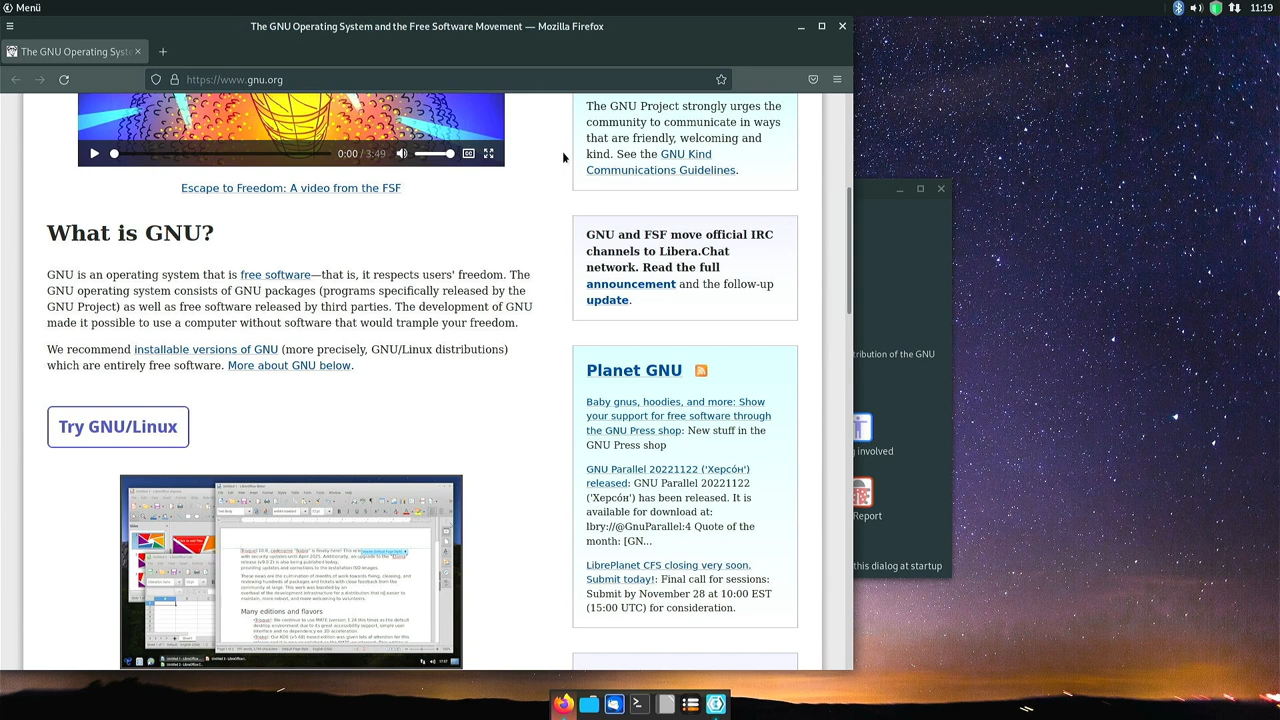 Menü
11:19
The GNU Operating System and the Free Software Movement — Mozilla Firefox
The GNU Operating Syst
https://www.gnu.org
0:00 / 3:49
Escape to Freedom: A video from the FSF
What is GNU?
GNU is an operating system that is free software—that is, it respects users' freedom. The
GNU operating system consists of GNU packages (programs specifically released by the
GNU Project) as well as free software released by third parties. The development of GNU
made it possible to use a computer without software that would trample your freedom.
We recommend installable versions of GNU (more precisely, GNU/Linux distributions)
which are entirely free software. More about GNU below.
Try GNU/Linux
Many editions and flavors
The GNU Project strongly urges the
community to communicate in ways
that are friendly, welcoming and
kind. See the GNU Kind
Communications Guidelines.
GNU and FSF move official IRC
channels to Libera.Chat
network. Read the full
announcement and the follow-up
update.
Planet GNU
Baby gnus, hoodies, and more: Show
your support for free software through
the GNU Press shop: New stuff in the
GNU Press shop
GNU Parallel 20221122 ('Херсо́н')
released: GNU Parallel 20221122
('Херсо́н') has been released. It is
available for download at:
lbry://@GnuParallel:4 Quote of the
month: [GN...
LibrePlanet CFS closing very soon.
Submit today!: Final call for sessions.
Submit by November 28 at 10:00 EST
(15:00 UTC) for consideration.
tribution of the GNU
involved
Report
this dialog at startup